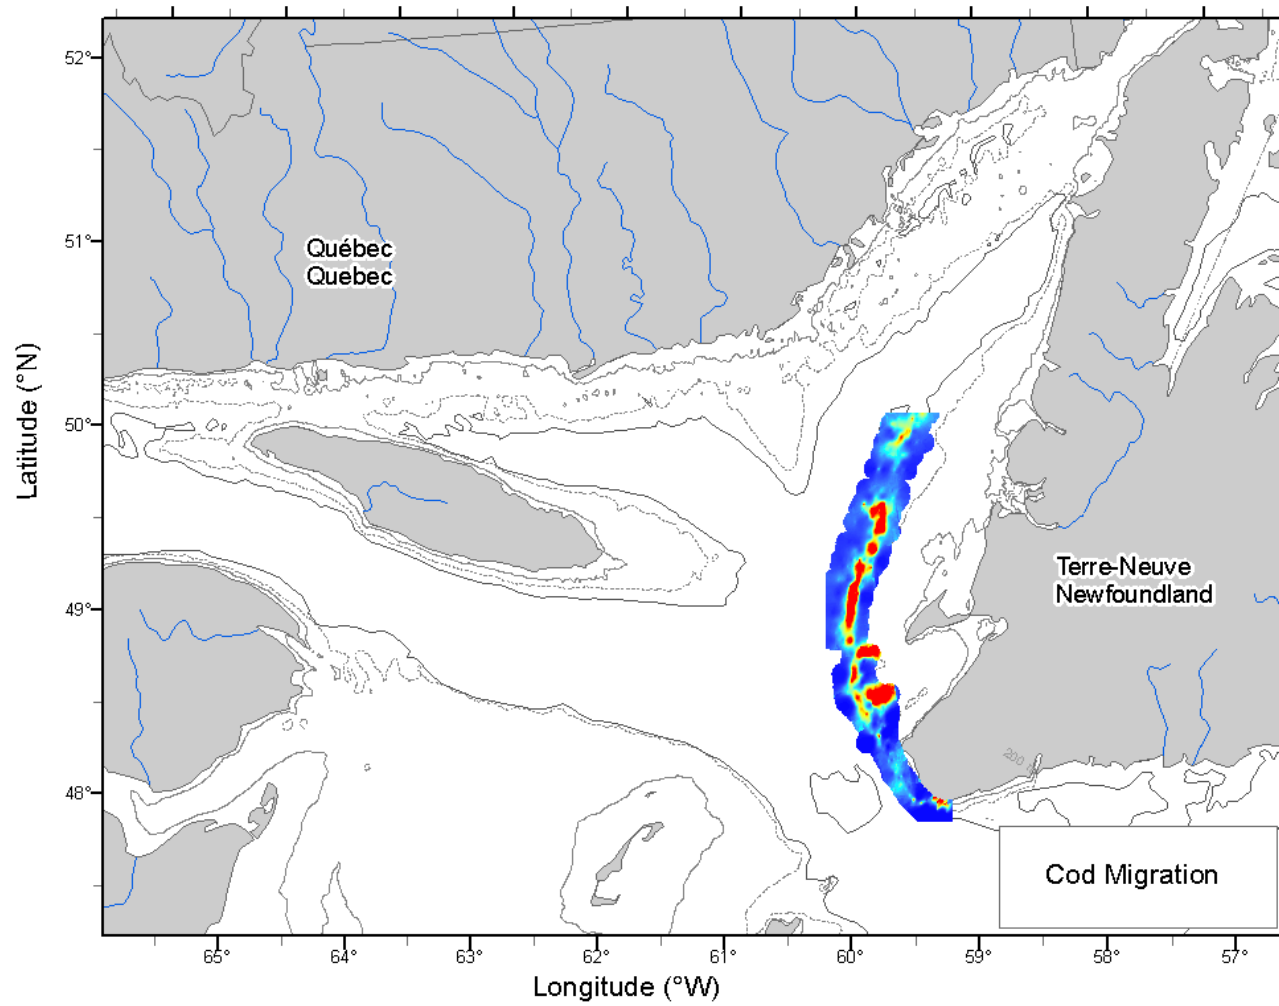 52°
51°
50°
49°
48°
Latitude (°N)
Québec
Quebec
Terre-Neuve
Newfoundland
200 m
Cod Migration
65°
64°
63°
62°
61°
60°
59°
58°
57°
Longitude (°W)